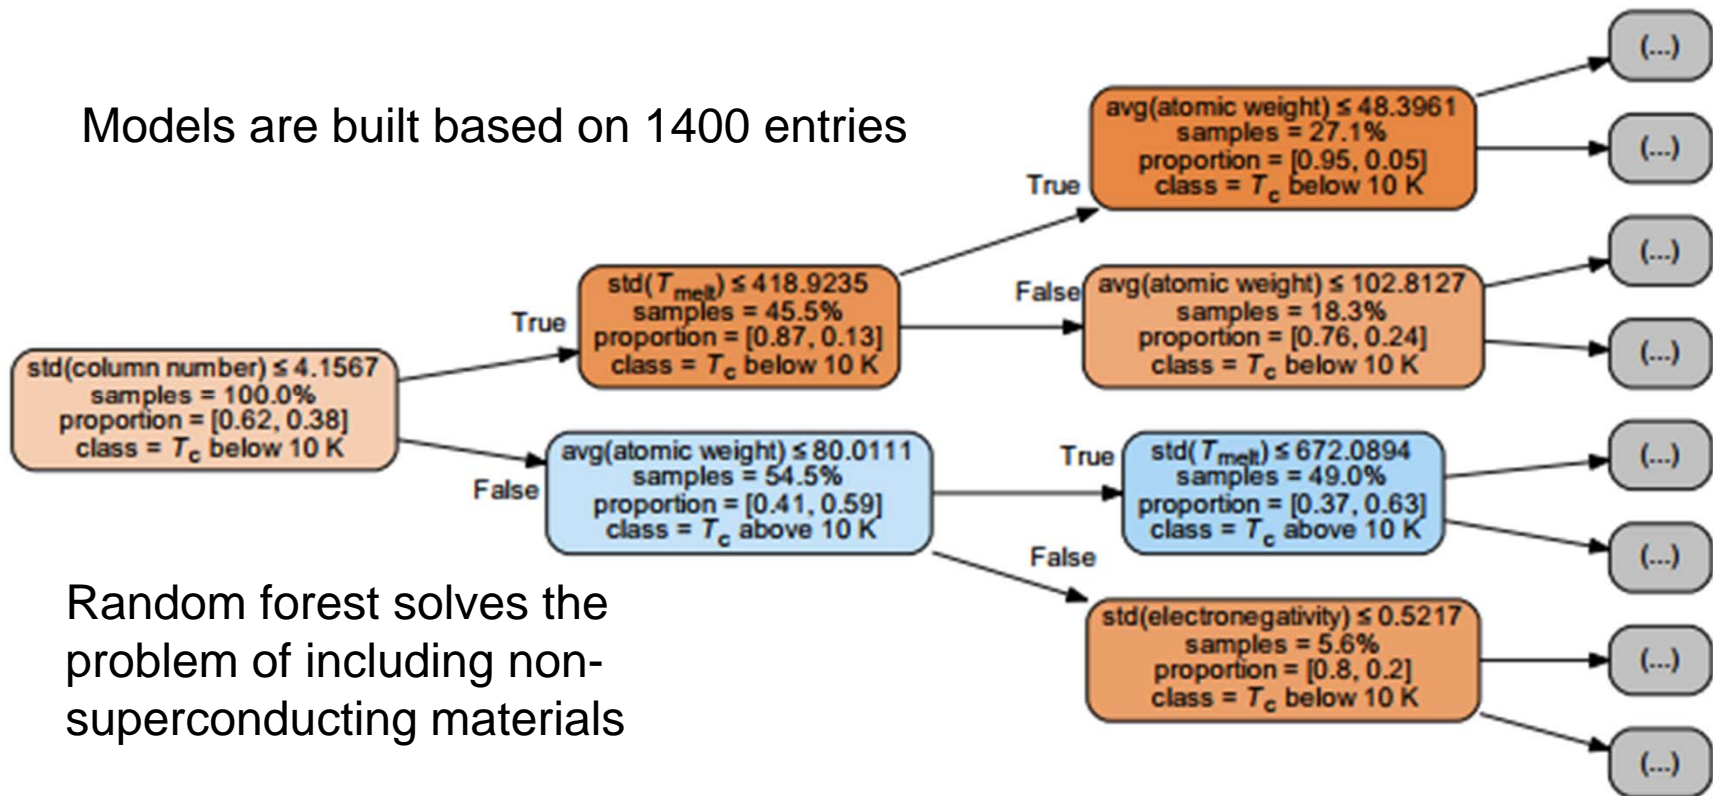 Models are built based on 1400 entries
std(column number) ≤ 4.1567
samples = 100.0%
proportion = [0.62, 0.38]
class = Tc below 10 K
True
std(Tmelt) ≤ 418.9235
samples = 45.5%
proportion = [0.87, 0.13]
class = Tc below 10 K
False
avg(atomic weight) ≤ 80.0111
samples = 54.5%
proportion = [0.41, 0.59]
class = Tc above 10 K
True
avg(atomic weight) ≤ 48.3961
samples = 27.1%
proportion = [0.95, 0.05]
class = Tc below 10 K
False
avg(atomic weight) ≤ 102.8127
samples = 18.3%
proportion = [0.76, 0.24]
class = Tc below 10 K
True
std(Tmelt) ≤ 672.0894
samples = 49.0%
proportion = [0.37, 0.63]
class = Tc above 10 K
False
std(electronegativity) ≤ 0.5217
samples = 5.6%
proportion = [0.8, 0.2]
class = Tc below 10 K
(...)
(...)
(...)
(...)
(...)
(...)
(...)
(...)
Random forest solves the
problem of including non-
superconducting materials